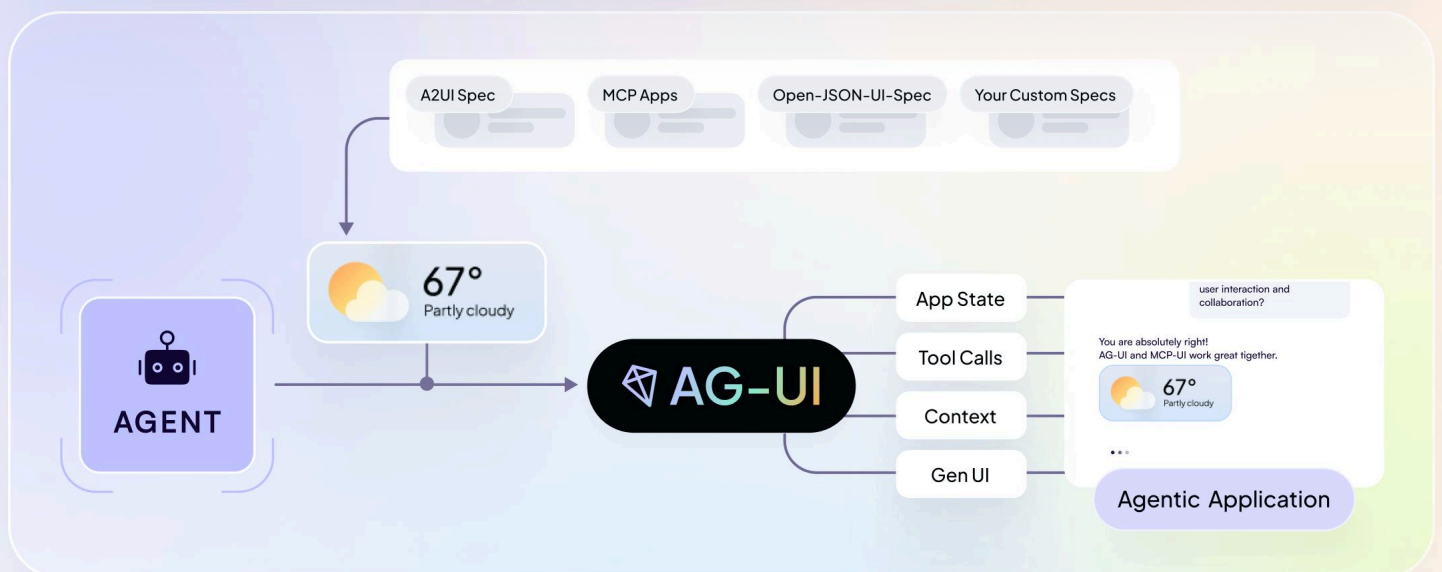 A2UI Spec
MCP Apps
Open-JSON-UI-Spec
Your Custom Specs
67°
Partly cloudy
AGENT
AG-UI
App State
Tool Calls
Context
Gen UI
user interaction and
collaboration?
You are absolutely right!
AG-UI and MCP-UI work great tigether.
67°
Partly cloudy
Agentic Application